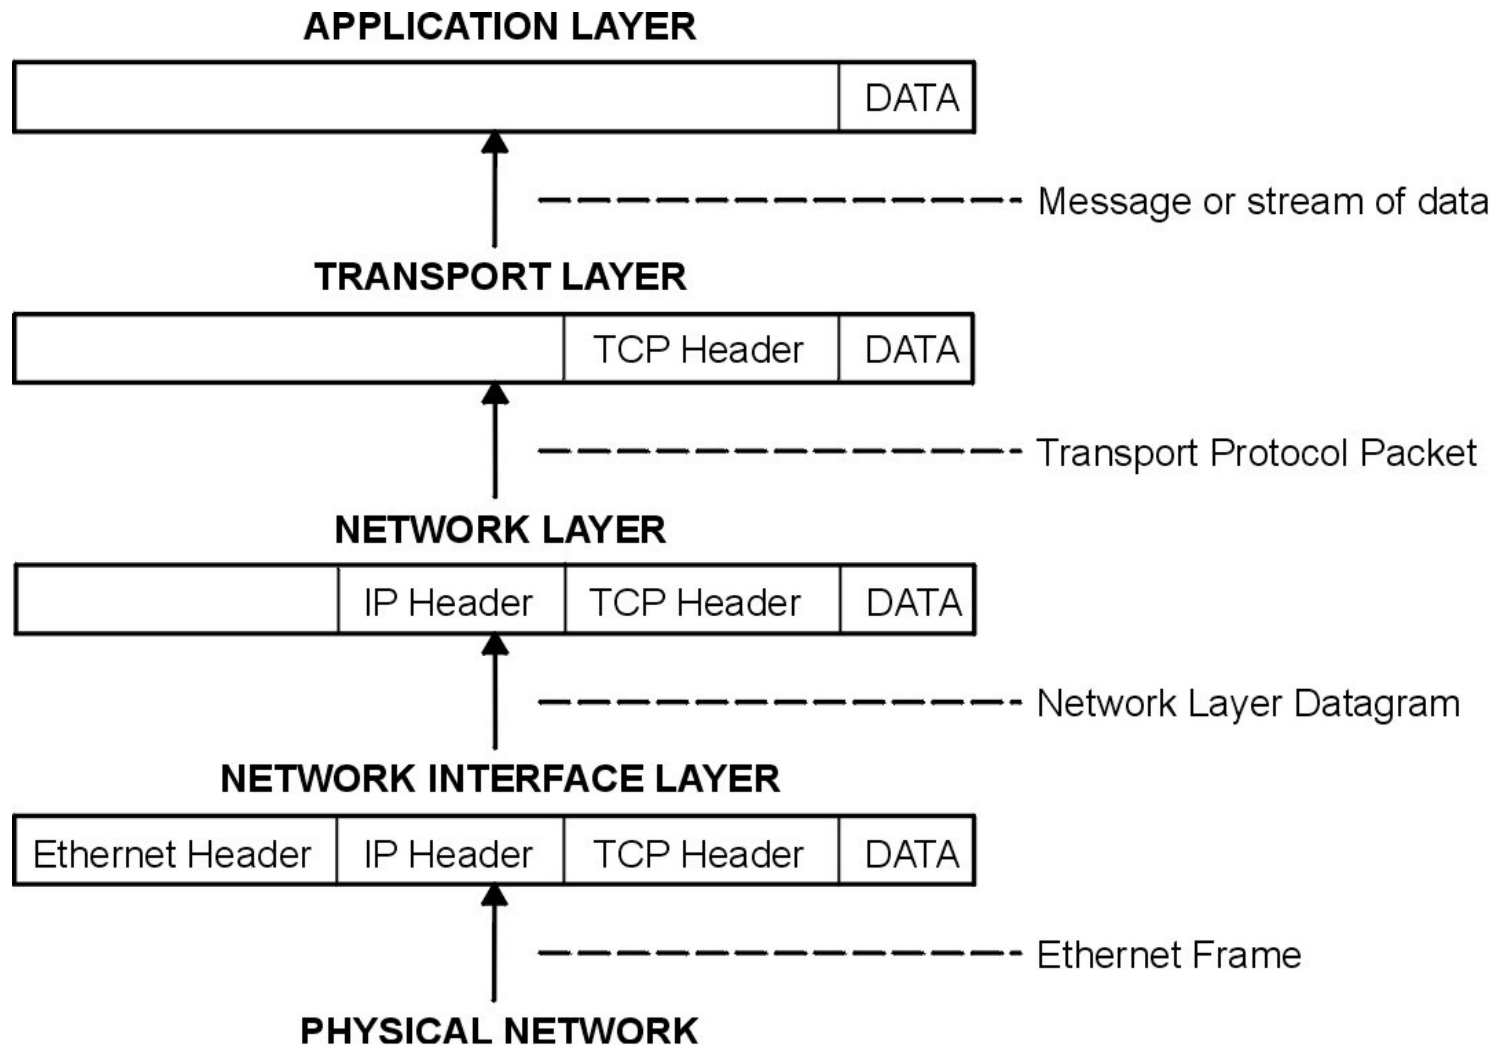 APPLICATION LAYER
DATA
Message or stream of data
TRANSPORT LAYER
TCP Header DATA
Transport Protocol Packet
NETWORK LAYER
IP Header TCP Header DATA
Network Layer Datagram
NETWORK INTERFACE LAYER
Ethernet Header IP Header TCP Header DATA
Ethernet Frame
PHYSICAL NETWORK